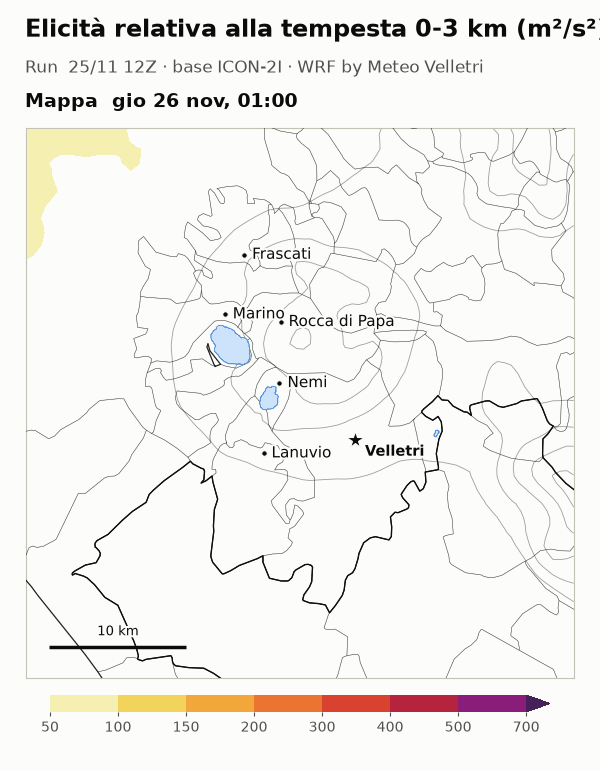 Elicità relativa alla tempesta 0-3 km (m²/s²)
Run 25/11 12Z · base ICON-2I · WRF by Meteo Velletri
Mappa gio 26 nov, 01:00
Frascati
Marino
Rocca di Papa
Nemi
Velletri
Lanuvio
10 km
50 100 150 200 300 400 500 700